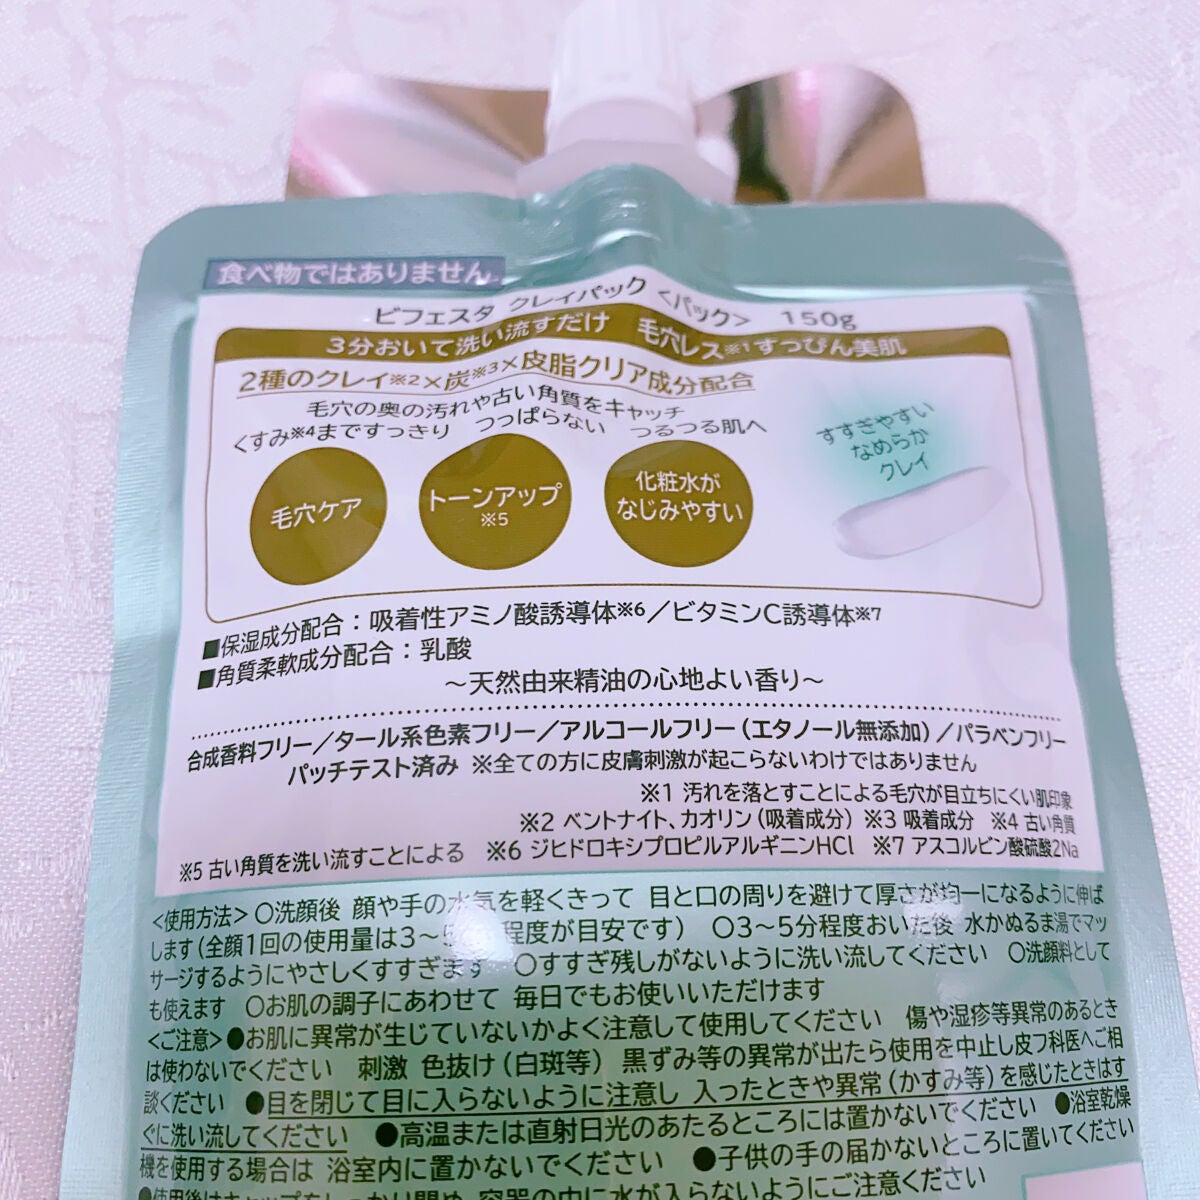 食べ物ではありません。
ビフェスタ クレイパック <パック> 150g
3分おいて洗い流すだけ 毛穴レス※1すっぴん美肌
2種のクレイ※2×炭※3×皮脂クリア成分配合
毛穴の奥の汚れや古い角質をキャッチ
くすみ※4まですっきり つっぱらない つるつる肌へ
すすぎやすい
なめらか
クレイ
毛穴ケア
トーンアップ
※5
化粧水が
なじみやすい
■保湿成分配合：吸着性アミノ酸誘導体※6／ビタミンC誘導体※7
■角質柔軟成分配合：乳酸
～天然由来精油の心地よい香り～
合成香料フリー／タール系色素フリー／アルコールフリー（エタノール無添加）／パラベンフリー
パッチテスト済み ※全ての方に皮膚刺激が起こらないわけではありません
※1 汚れを落とすことによる毛穴が目立ちにくい肌印象
※2 ベントナイト、カオリン（吸着成分） ※3 吸着成分 ※4 古い角質
※5 古い角質を洗い流すことによる ※6 ジヒドロキシプロピルアルギニンHCl ※7 アスコルビン酸硫酸2Na
<使用方法> ○洗顔後 顔や手の水気を軽くきって 目と口の周りを避けて厚さが均一になるように伸ば
します（全顔1回の使用量は3～5 程度が目安です） ○3～5分程度おいた後 水かぬるま湯でマッ
サージするようにやさしくすすぎます ○すすぎ残しがないように洗い流してください ○洗顔料として
も使えます ○お肌の調子にあわせて 毎日でもお使いいただけます
<ご注意> ●お肌に異常が生じていないかよく注意して使用してください 傷や湿疹等異常のあるとき
は使わないでください 刺激 色抜け（白斑等） 黒ずみ等の異常が出たら使用を中止し皮フ科医へご相
談ください ●目を閉じて目に入らないように注意し 入ったときや異常（かすみ等）を感じたときはす
ぐに洗い流してください ●高温または直射日光のあたるところには置かないでください ●浴室乾燥
機を使用する場合は 浴室内に置かないでください ●子供の手の届かないところに置いてください
●使用後はキャップをしっかり閉め 容器の中に水が入らないようにご注意ください